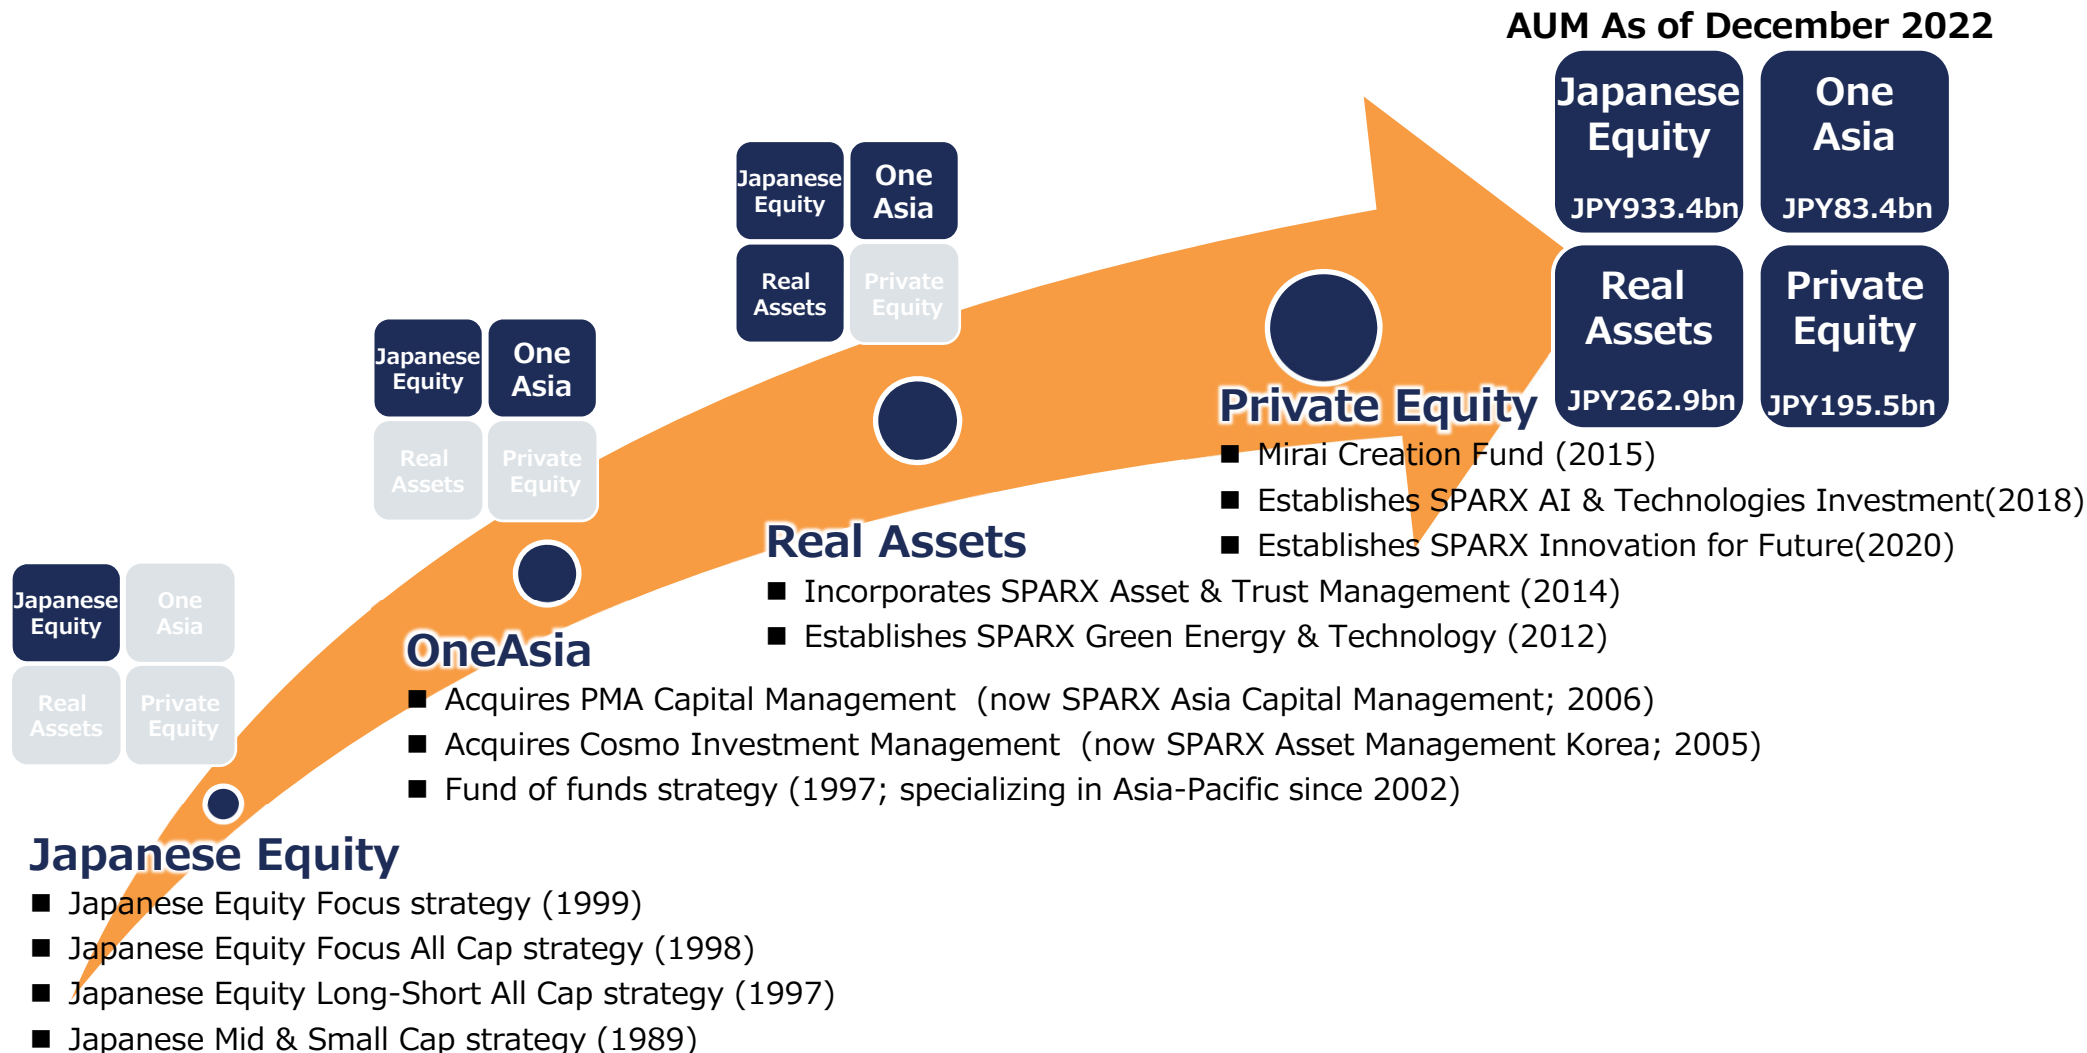 AUM As of December 2022
Japanese
Equity
JPY933.4bn
One
Asia
JPY83.4bn
Real
Assets
JPY262.9bn
Private
Equity
JPY195.5bn
Japanese
Equity
One
Asia
Real
Assets
Private
Equity
Japanese
Equity
One
Asia
Real
Assets
Private
Equity
Japanese
Equity
One
Asia
Real
Assets
Private
Equity
Private Equity
■ Mirai Creation Fund (2015)
■ Establishes SPARX AI & Technologies Investment(2018)
■ Establishes SPARX Innovation for Future(2020)
Real Assets
■ Incorporates SPARX Asset & Trust Management (2014)
■ Establishes SPARX Green Energy & Technology (2012)
OneAsia
■ Acquires PMA Capital Management (now SPARX Asia Capital Management; 2006)
■ Acquires Cosmo Investment Management (now SPARX Asset Management Korea; 2005)
■ Fund of funds strategy (1997; specializing in Asia-Pacific since 2002)
Japanese Equity
■ Japanese Equity Focus strategy (1999)
■ Japanese Equity Focus All Cap strategy (1998)
■ Japanese Equity Long-Short All Cap strategy (1997)
■ Japanese Mid & Small Cap strategy (1989)